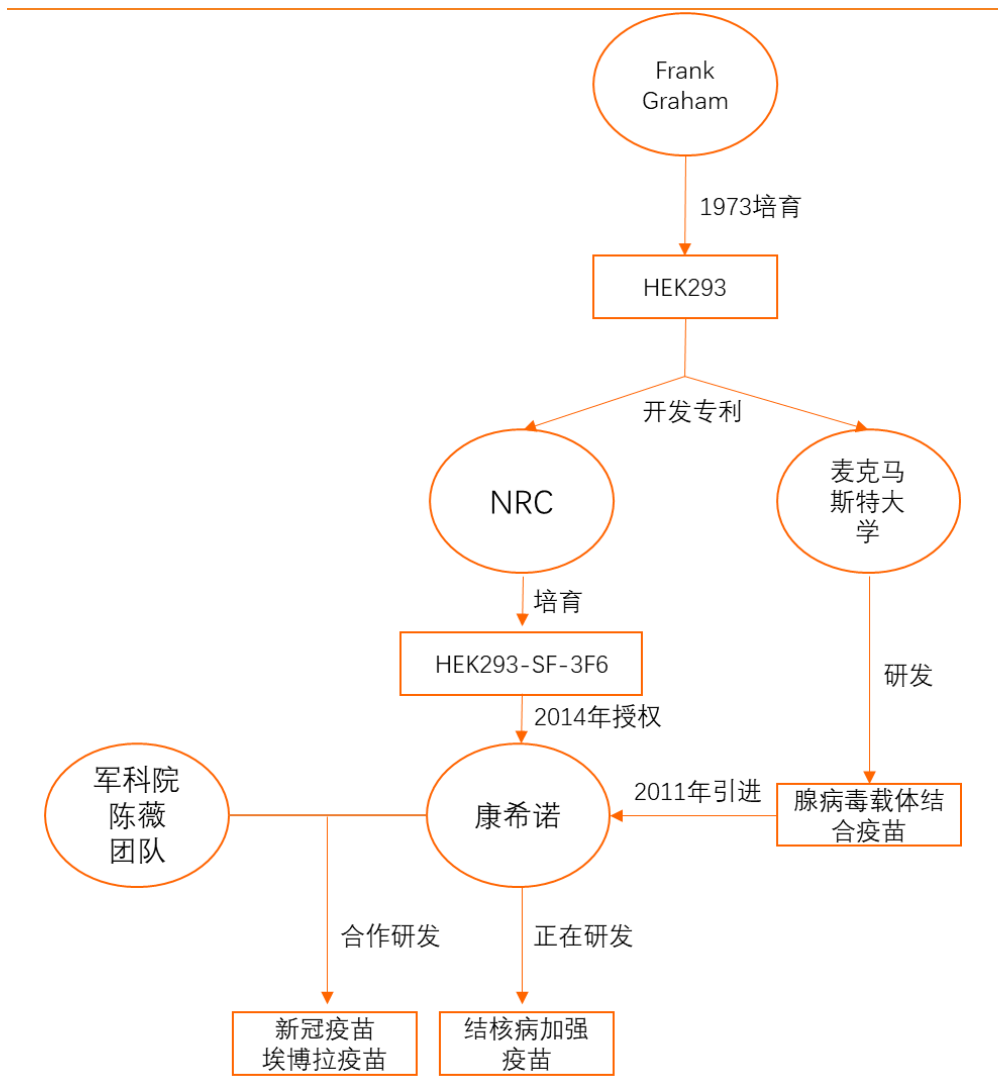 Frank
Graham
1973培育
HEK293
开发专利
NRC
麦克马
斯特大
学
培育
HEK293-SF-3F6
研发
2014年授权
军科院
陈薇
团队
康希诺
2011年引进
腺病毒载体结
合疫苗
合作研发
正在研发
新冠疫苗
埃博拉疫苗
结核病加强
疫苗